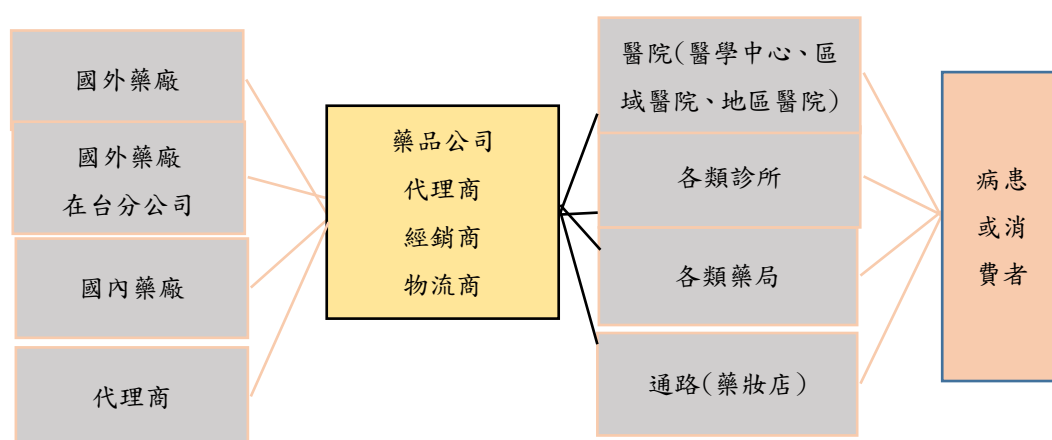 國外藥廠
國外藥廠
在台分公司
國內藥廠
代理商
藥品公司
代理商
經銷商
物流商
醫院(醫學中心、區
域醫院、地區醫院)
各類診所
各類藥局
通路(藥妝店)
病患
或消
費者